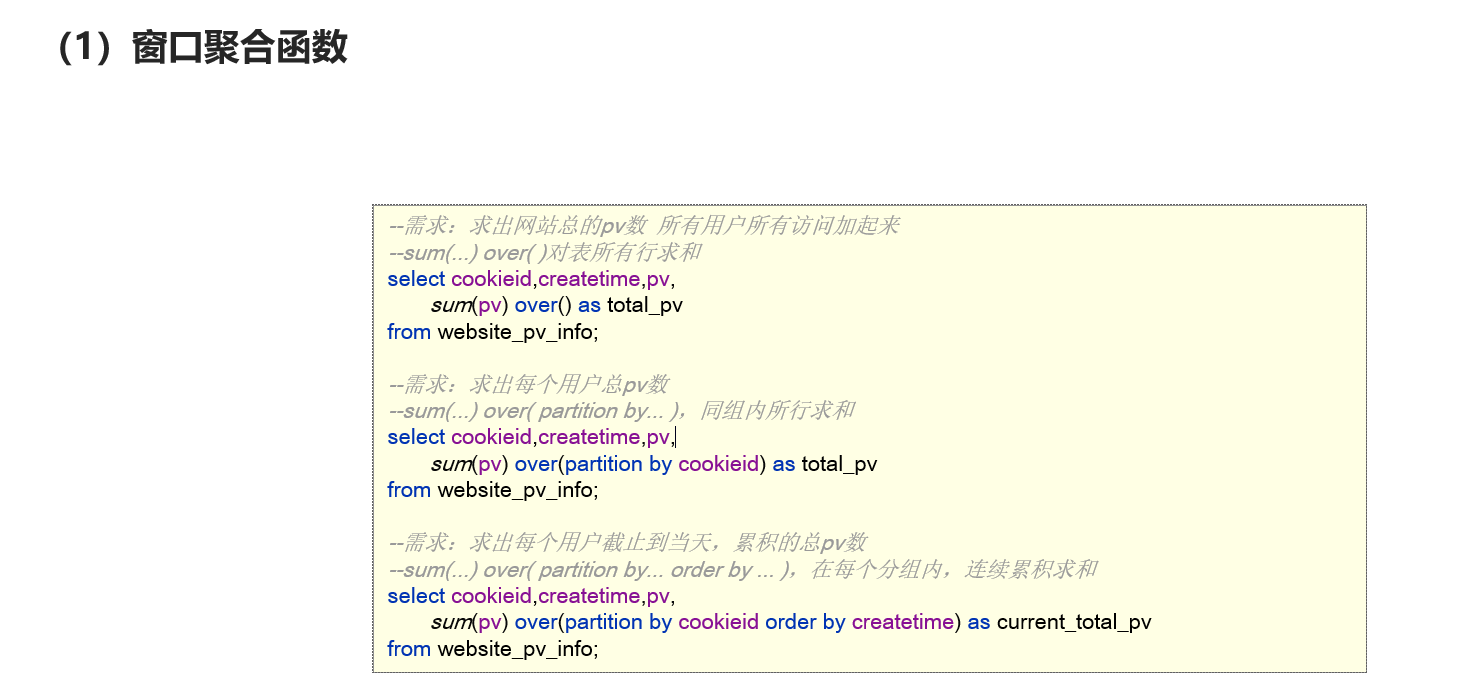 （1）窗口聚合函数
--需求：求出网站总的pv数 所有用户所有访问加起来
--sum(...) over( )对表所有行求和
select cookieid,createtime,pv,
sum(pv) over() as total_pv
from website_pv_info;
--需求：求出每个用户总pv数
--sum(...) over( partition by... )，同组内所行求和
select cookieid,createtime,pv,
sum(pv) over(partition by cookieid) as total_pv
from website_pv_info;
--需求：求出每个用户截止到当天，累积的总pv数
--sum(...) over( partition by... order by ... )，在每个分组内，连续累积求和
select cookieid,createtime,pv,
sum(pv) over(partition by cookieid order by createtime) as current_total_pv
from website_pv_info;